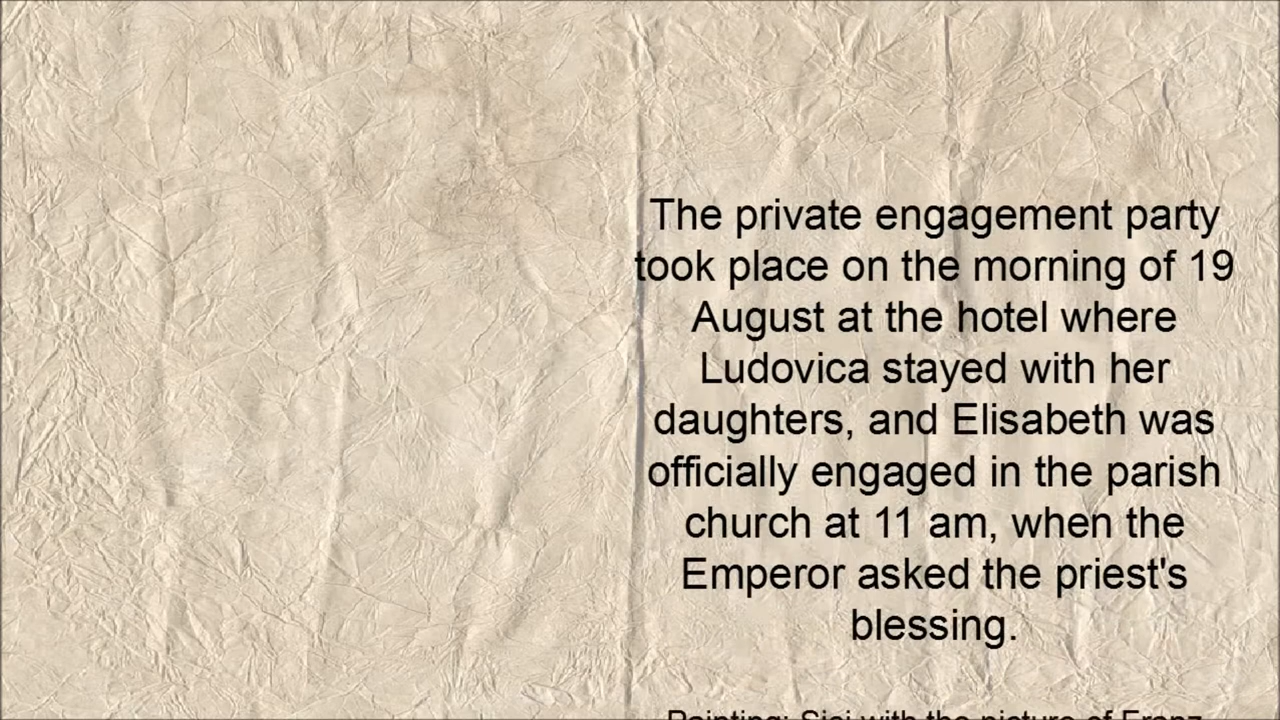 The private engagement party
took place on the morning of 19
August at the hotel where
Ludovica stayed with her
daughters, and Elisabeth was
officially engaged in the parish
church at 11 am, when the
Emperor asked the priest's
blessing.
Painting: Sisi with the picture of Franz